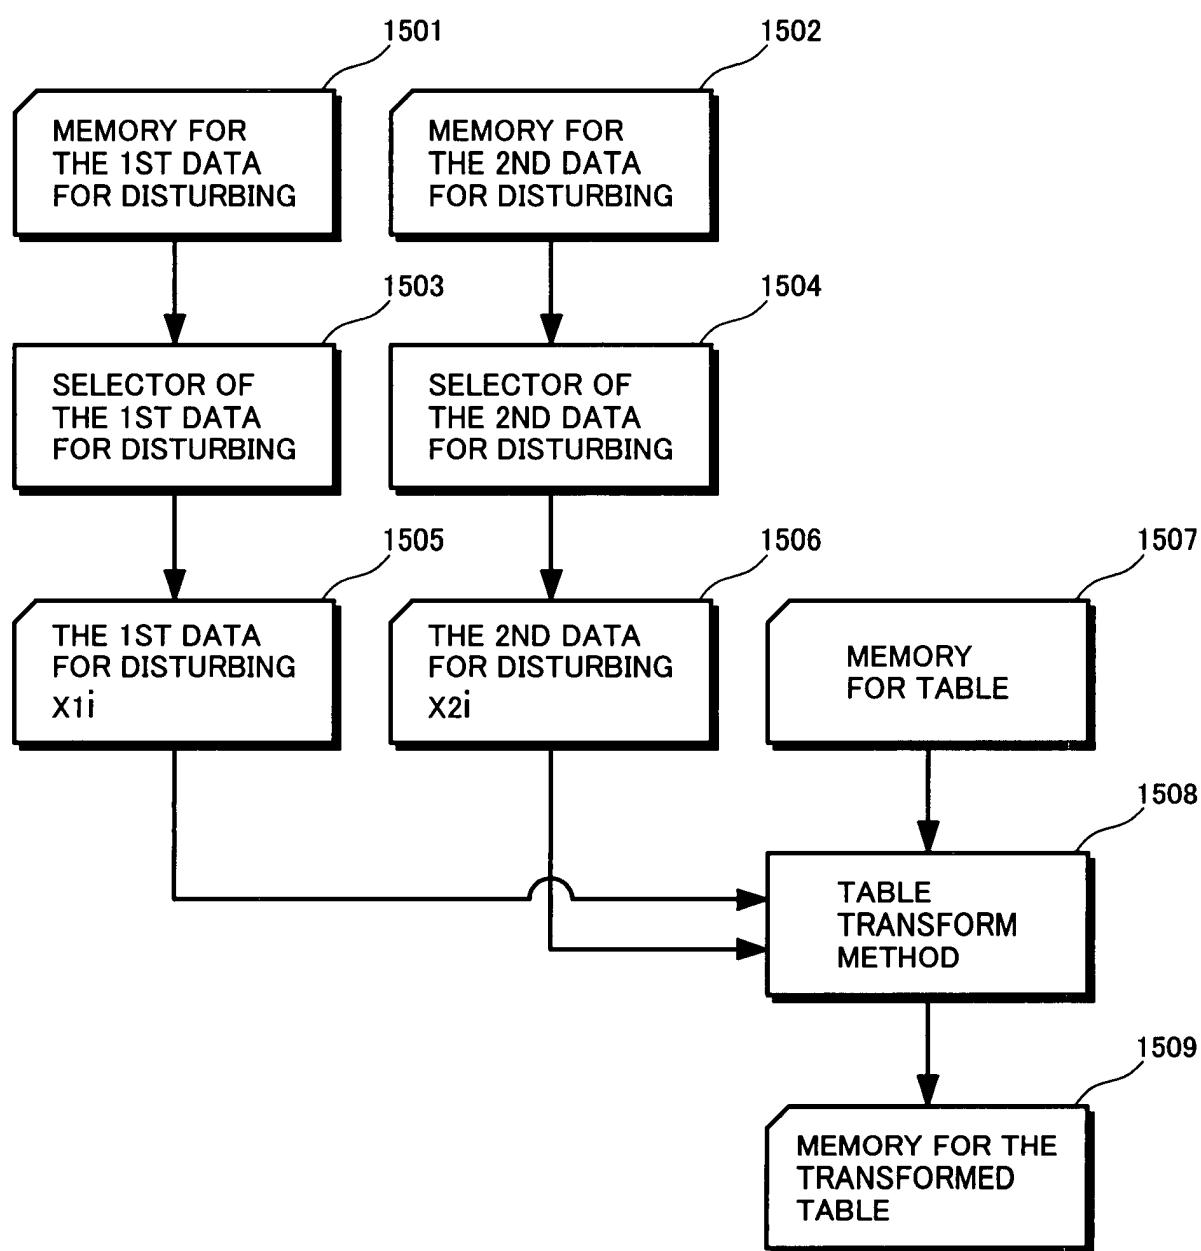 1501
MEMORY FOR
THE 1ST DATA
FOR DISTURBING
1502
MEMORY FOR
THE 2ND DATA
FOR DISTURBING
1503
SELECTOR OF
THE 1ST DATA
FOR DISTURBING
1504
SELECTOR OF
THE 2ND DATA
FOR DISTURBING
1505
THE 1ST DATA
FOR DISTURBING
X1i
1506
THE 2ND DATA
FOR DISTURBING
X2i
1507
MEMORY
FOR TABLE
1508
TABLE
TRANSFORM
METHOD
1509
MEMORY FOR THE
TRANSFORMED
TABLE